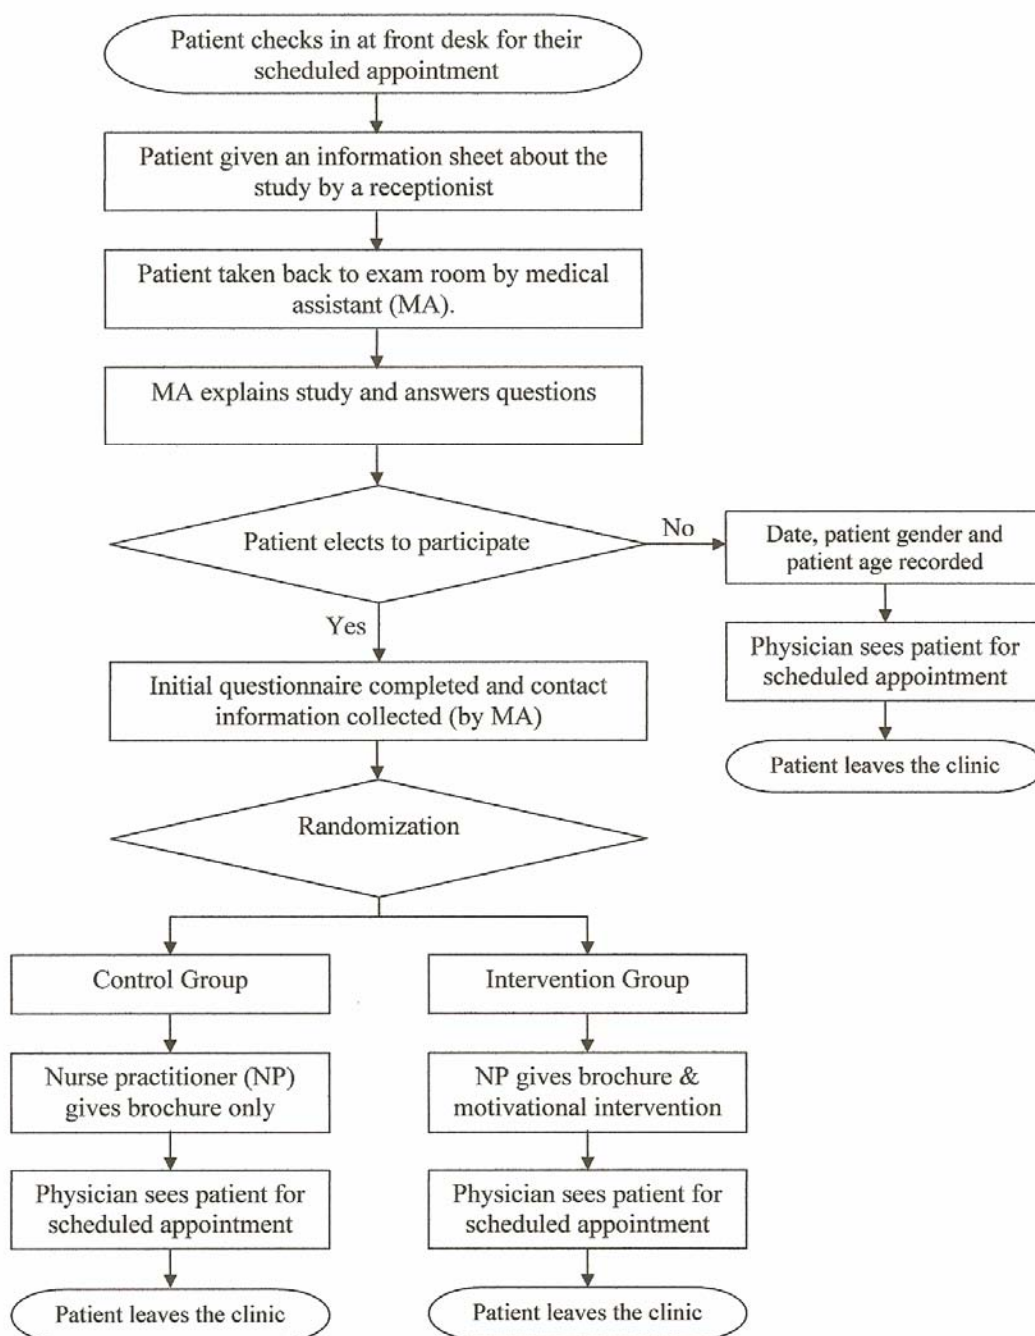 Patient checks in at front desk for their
scheduled appointment
Patient given an information sheet about the
study by a receptionist
Patient taken back to exam room by medical
assistant (MA).
MA explains study and answers questions
Patient elects to participate
No
Date, patient gender and
patient age recorded
Physician sees patient for
scheduled appointment
Patient leaves the clinic
Yes
Initial questionnaire completed and contact
information collected (by MA)
Randomization
Control Group
Nurse practitioner (NP)
gives brochure only
Physician sees patient for
scheduled appointment
Patient leaves the clinic
Intervention Group
NP gives brochure &
motivational intervention
Physician sees patient for
scheduled appointment
Patient leaves the clinic